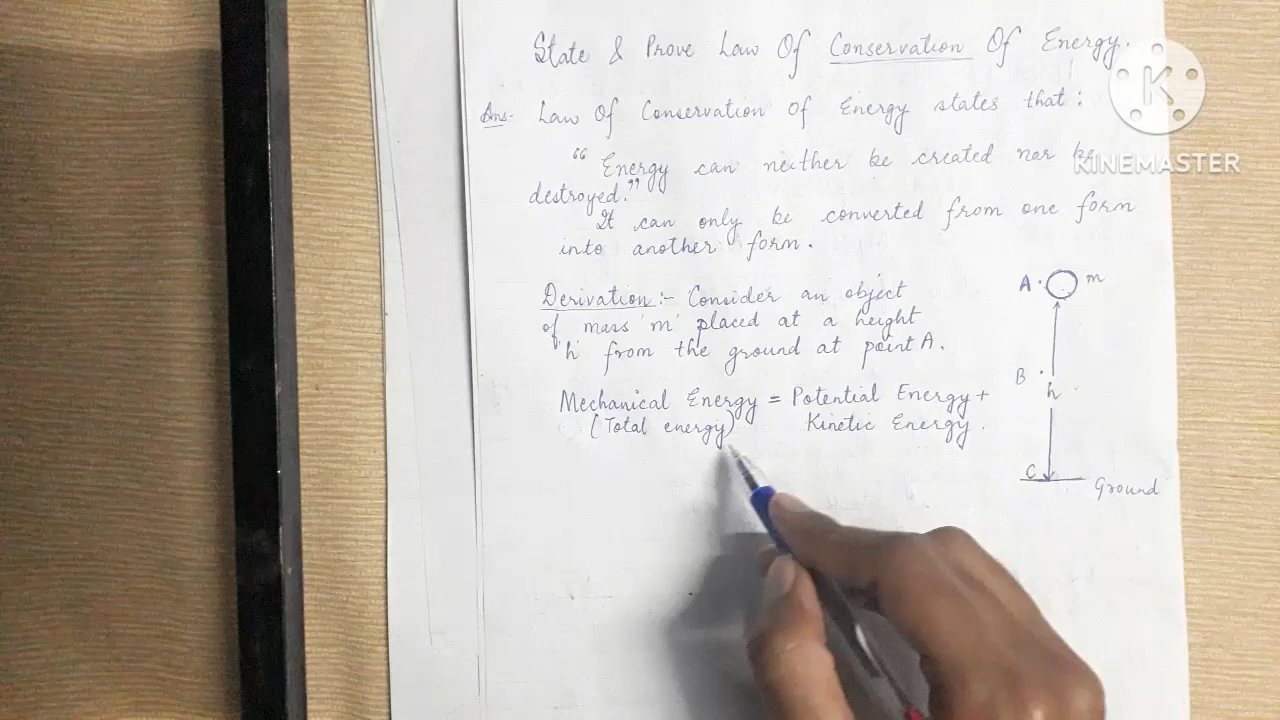 State & Prove Law Of Conservation Of Energy.
Ans- Law Of Conservation of Energy states that:
"Energy can neither be created nor be
destroyed."
It can only be converted from one form
into another form.
Derivation:- Consider an object
of mass 'm' placed at a height
'h' from the ground at point A.
Mechanical Energy = Potential Energy +
(Total energy) Kinetic Energy.
A. m
B .
h
C
Ground
K
KINEMASTER